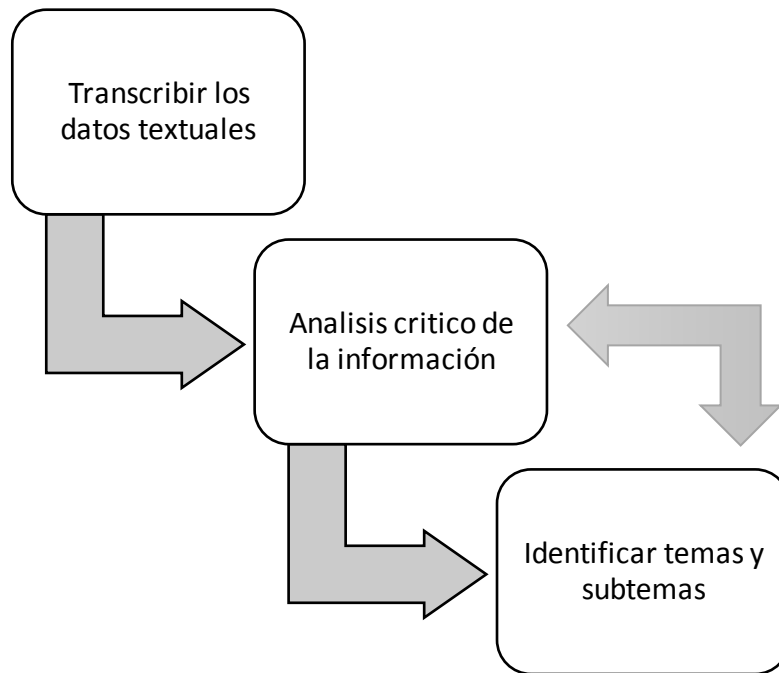 Transcribir los
datos textuales
Analisis critico de
la información
Identificar temas y
subtemas